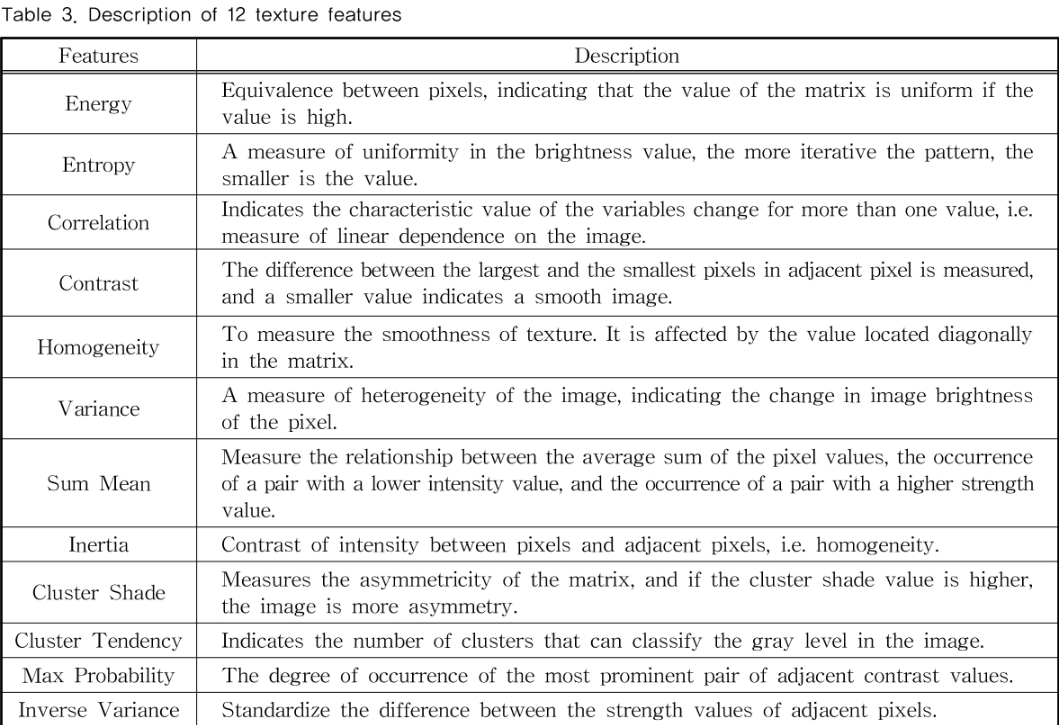 Table 3. Description of 12 texture features
Features Description
Energy Equivalence between pixels, indicating that the value of the matrix is uniform if the
value is high.
Entropy A measure of uniformity in the brightness value, the more iterative the pattern, the
smaller is the value.
Correlation Indicates the characteristic value of the variables change for more than one value, i.e.
measure of linear dependence on the image.
Contrast The difference between the largest and the smallest pixels in adjacent pixel is measured,
and a smaller value indicates a smooth image.
Homogeneity To measure the smoothness of texture. It is affected by the value located diagonally
in the matrix.
Variance A measure of heterogeneity of the image, indicating the change in image brightness
of the pixel.
Sum Mean Measure the relationship between the average sum of the pixel values, the occurrence
of a pair with a lower intensity value, and the occurrence of a pair with a higher strength
value.
Inertia Contrast of intensity between pixels and adjacent pixels, i.e. homogeneity.
Cluster Shade Measures the asymmetricity of the matrix, and if the cluster shade value is higher,
the image is more asymmetry.
Cluster Tendency Indicates the number of clusters that can classify the gray level in the image.
Max Probability The degree of occurrence of the most prominent pair of adjacent contrast values.
Inverse Variance Standardize the difference between the strength values of adjacent pixels.